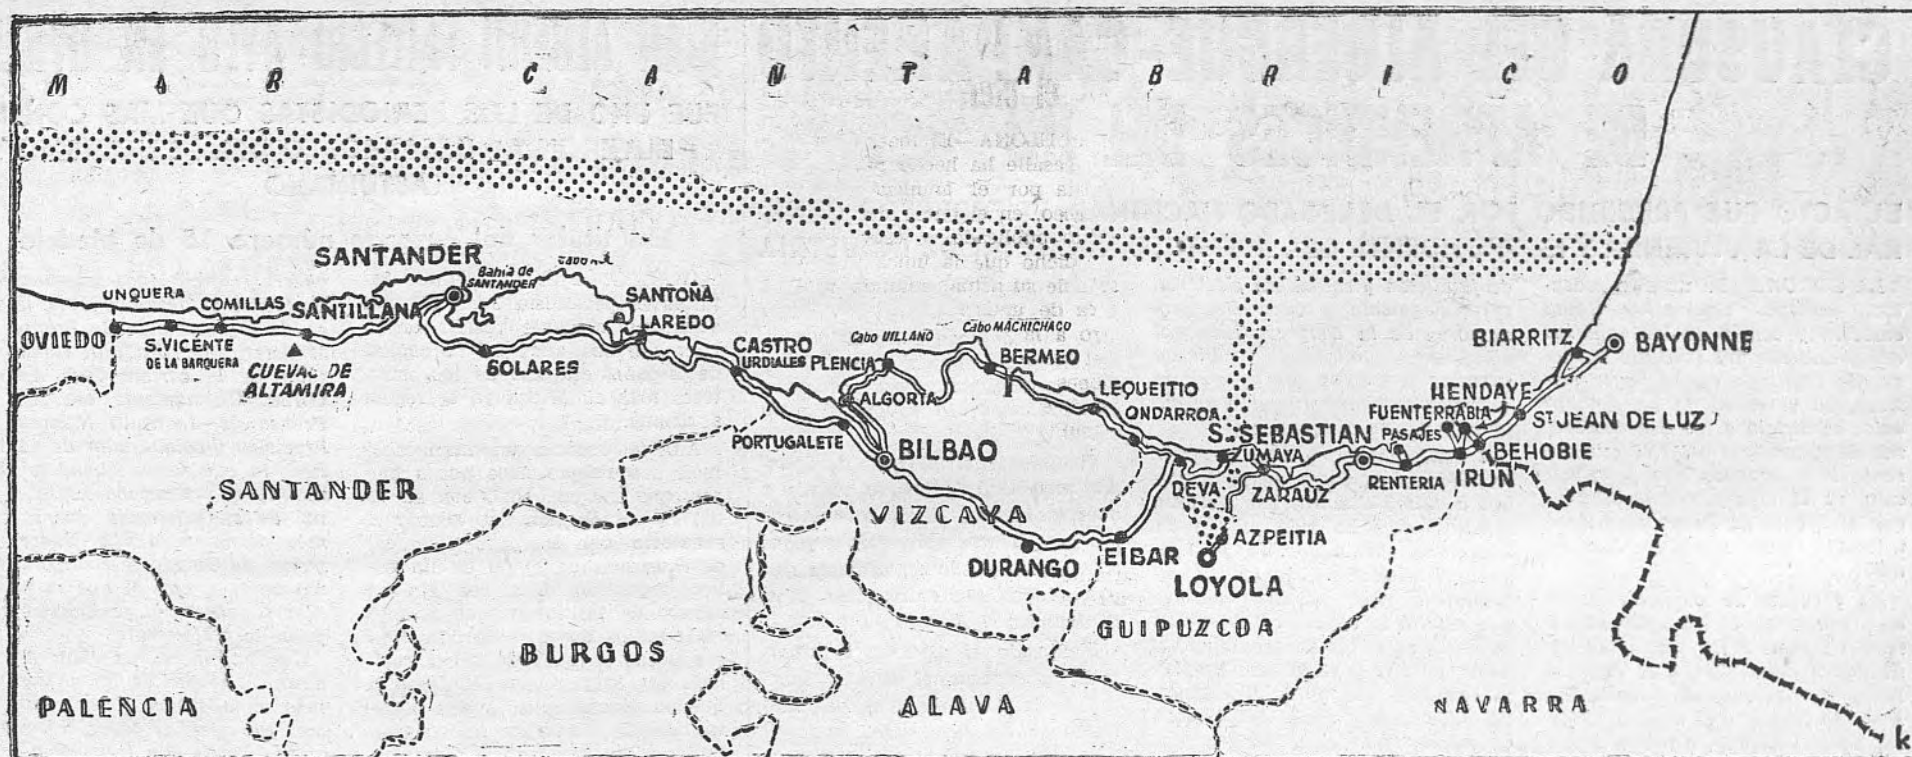 MAR CANTABRICO
SANTANDER
Bahía de
SANTANDER
UNQUERA
COMILLAS
SANTILLANA
SANTOÑA
LAREDO
OVIEDO
S. VICENTE
DE LA BARQUERA
CUEVAS DE
ALTAMIRA
SOLARES
CASTRO
URDIALES
PLENCIA
Cabo VILLANO
Cabo MACHICHACO
BERMEO
ALGORTA
LEQUEITIO
ONDARROA
PORTUGALETE
BILBAO
S. SEBASTIAN
ZUMAYA
DEVA
ZARAUZ
PASAJES
FUENTERRABIA
RENTERIA
IRUN
HENDAYE
BEHOBIE
ST JEAN DE LUZ
BIARRITZ
BAYONNE
SANTANDER
VIZCAYA
DURANGO
EIBAR
AZPEITIA
LOYOLA
GUIPUZCOA
BURGOS
ALAVA
NAVARRA
PALENCIA
k